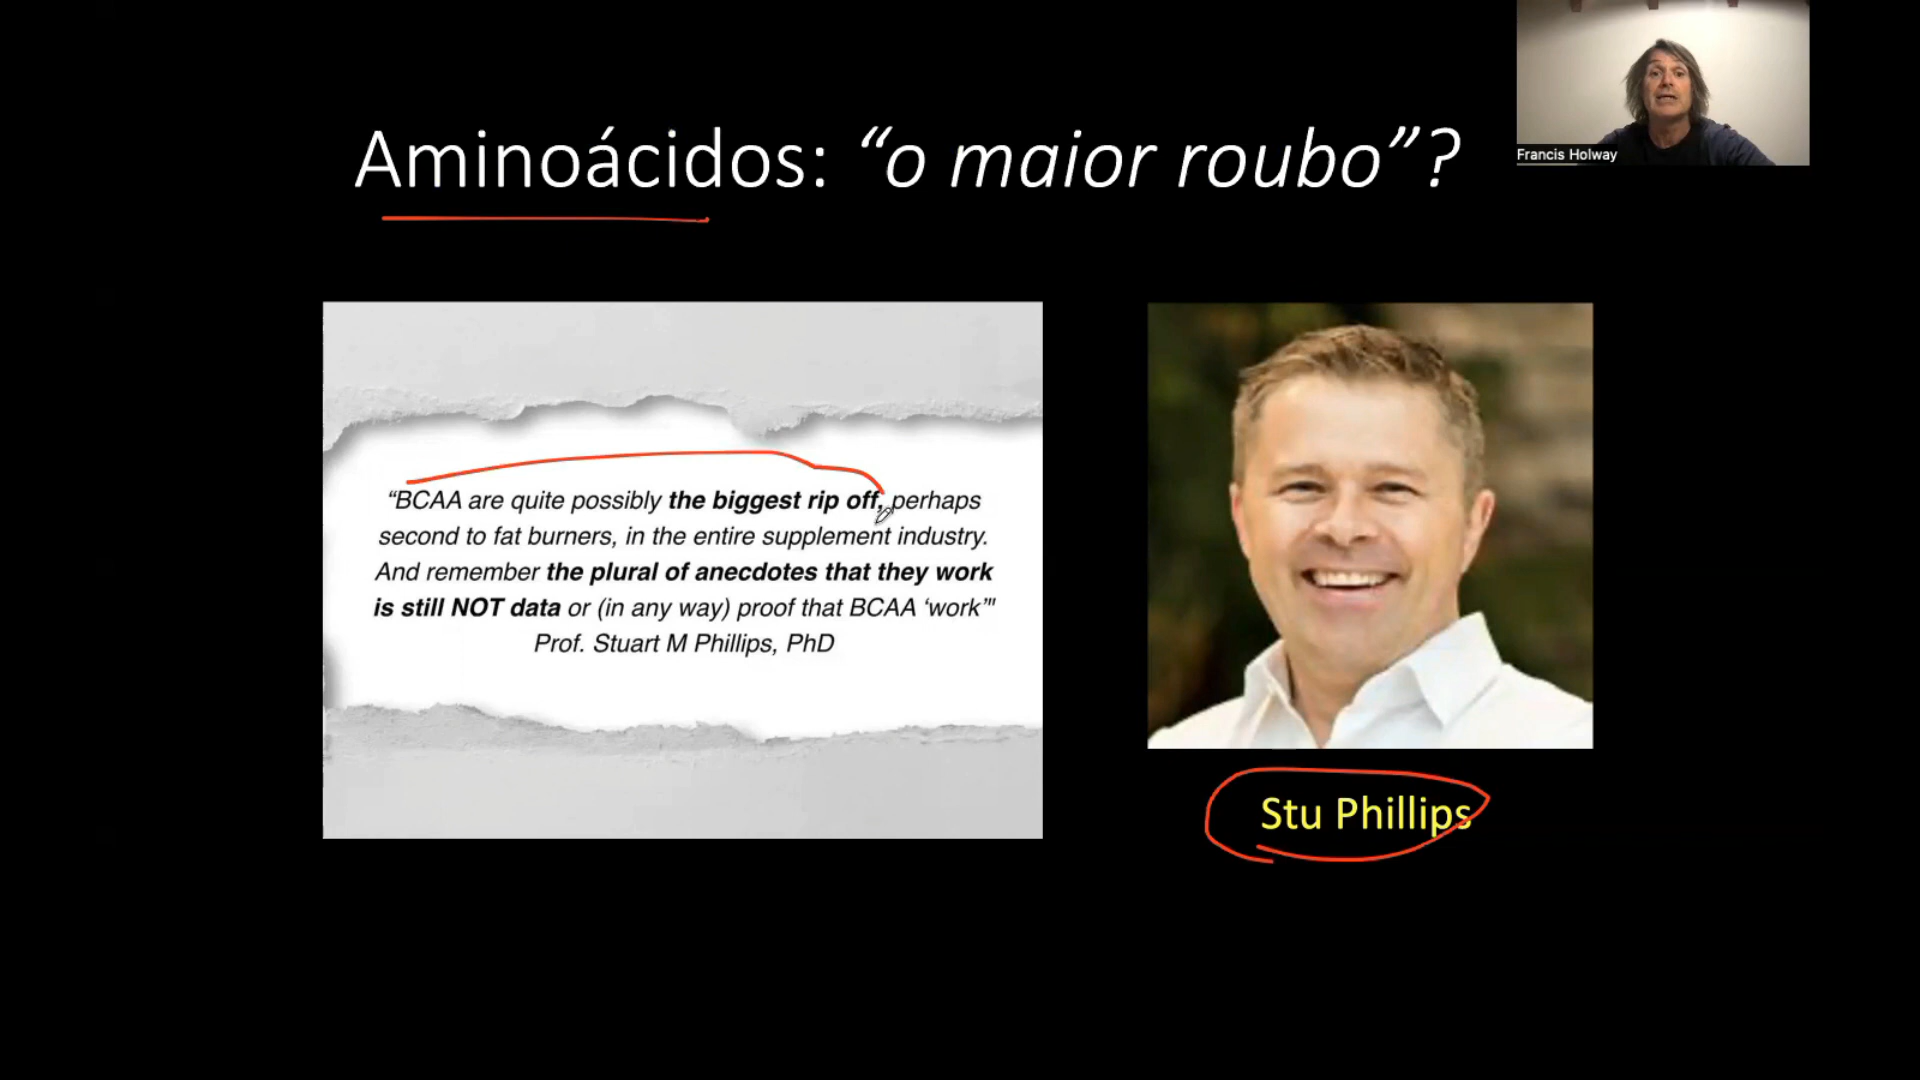 Aminoácidos: “o maior roubo”?
Francis Holway
“BCAA are quite possibly the biggest rip off, perhaps
second to fat burners, in the entire supplement industry.
And remember the plural of anecdotes that they work
is still NOT data or (in any way) proof that BCAA ‘work’"
Prof. Stuart M Phillips, PhD
Stu Phillips